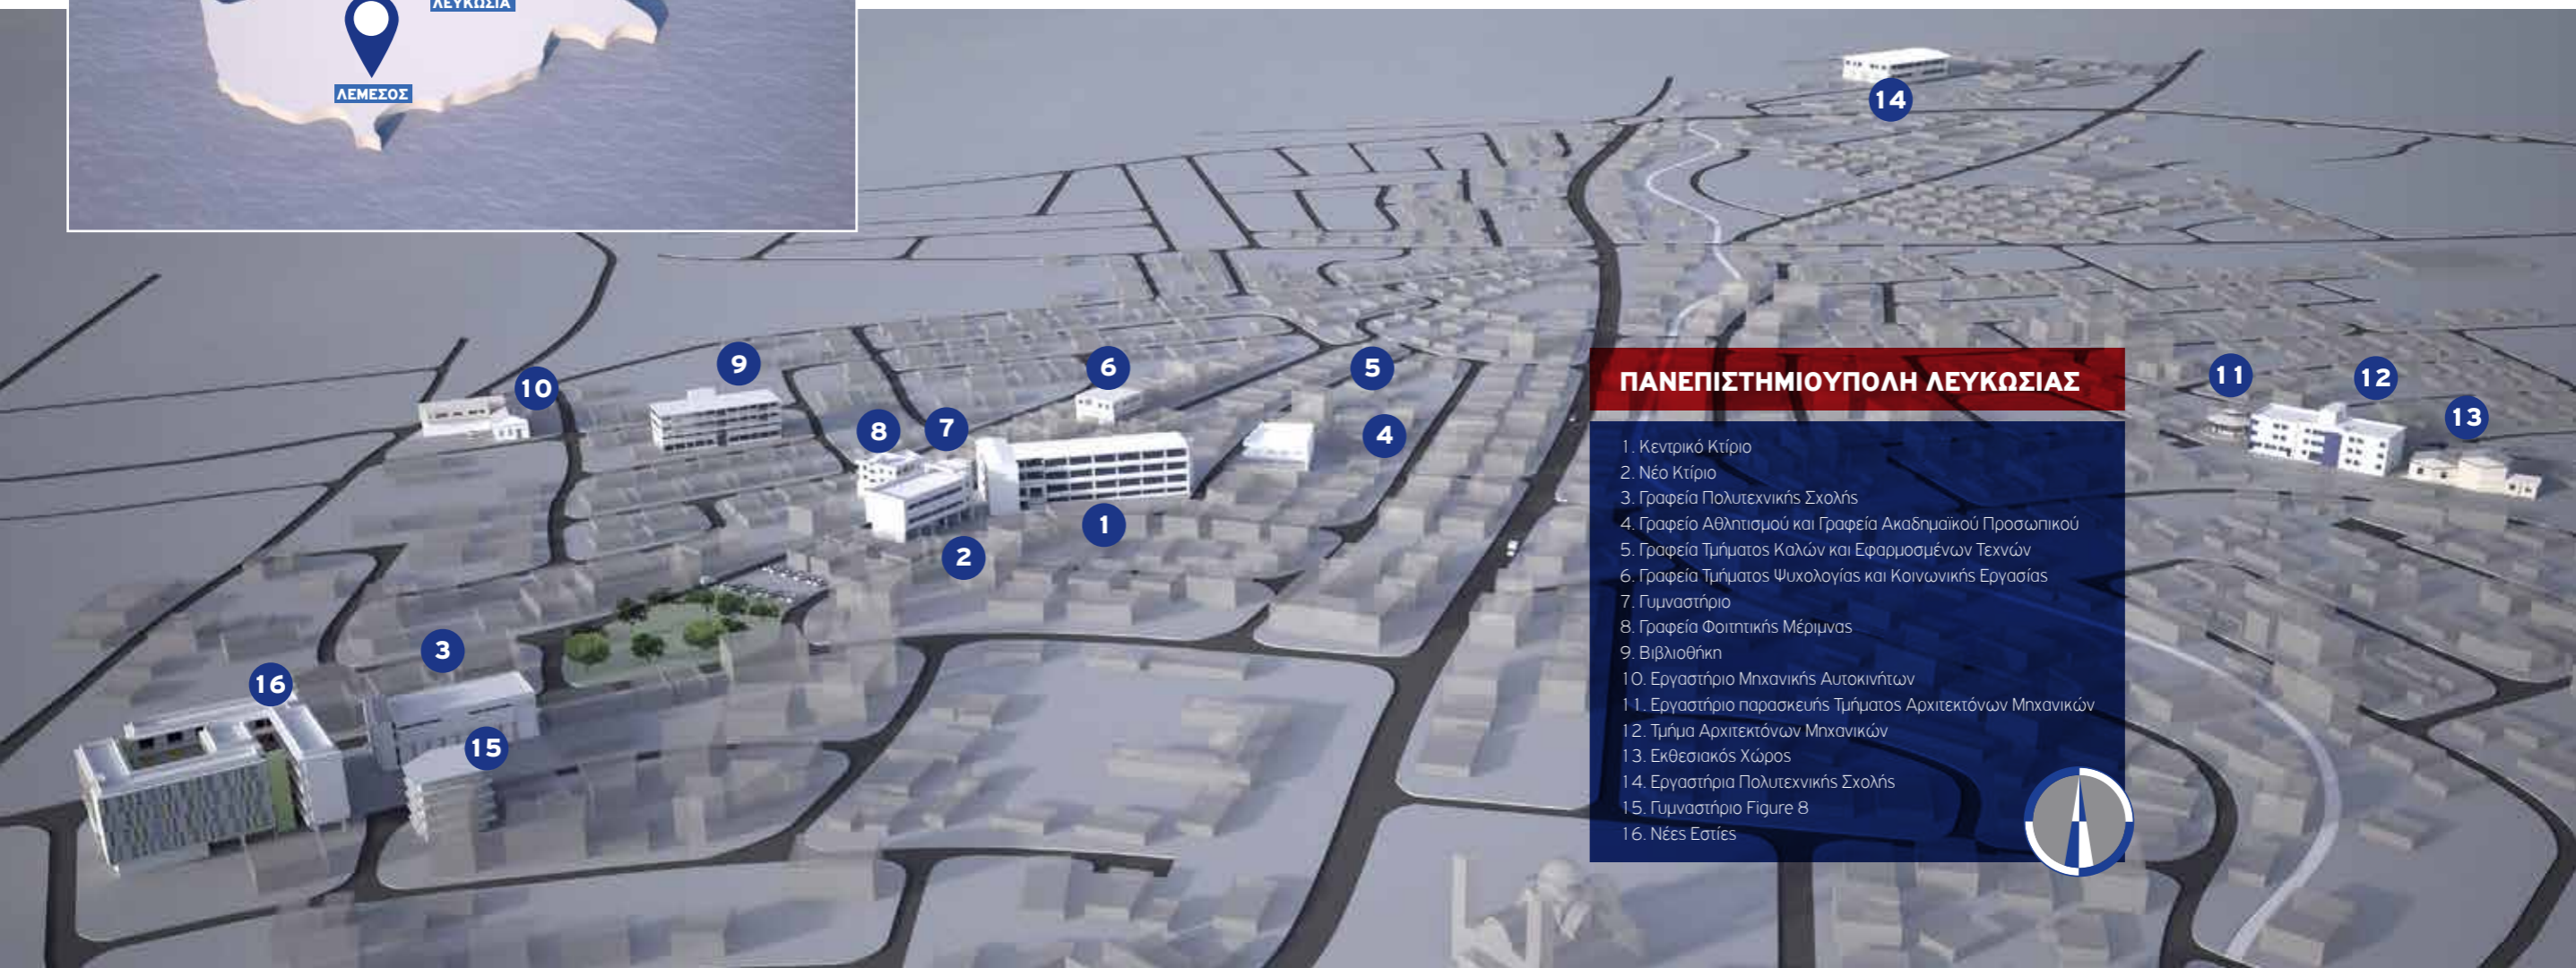 ΛΕΥΚΩΣΙΑ
ΛΕΜΕΣΟΣ
14
9
6
5
10
8
7
4
11
12
13
1
2
3
16
15
ΠΑΝΕΠΙΣΤΗΜΙΟΥΠΟΛΗ ΛΕΥΚΩΣΙΑΣ
1. Κεντρικό Κτίριο
2. Νέο Κτίριο
3. Γραφεία Πολυτεχνικής Σχολής
4. Γραφείο Αθλητισμού και Γραφεία Ακαδημαϊκού Προσωπικού
5. Γραφεία Τμήματος Καλών και Εφαρμοσμένων Τεχνών
6. Γραφεία Τμήματος Ψυχολογίας και Κοινωνικής Εργασίας
7. Γυμναστήριο
8. Γραφεία Φοιτητικής Μέριμνας
9. Βιβλιοθήκη
10. Εργαστήριο Μηχανικής Αυτοκινήτων
11. Εργαστήριο παρασκευής Τμήματος Αρχιτεκτόνων Μηχανικών
12. Τμήμα Αρχιτεκτόνων Μηχανικών
13. Εκθεσιακός Χώρος
14. Εργαστήρια Πολυτεχνικής Σχολής
15. Γυμναστήριο Figure 8
16. Νέες Εστίες